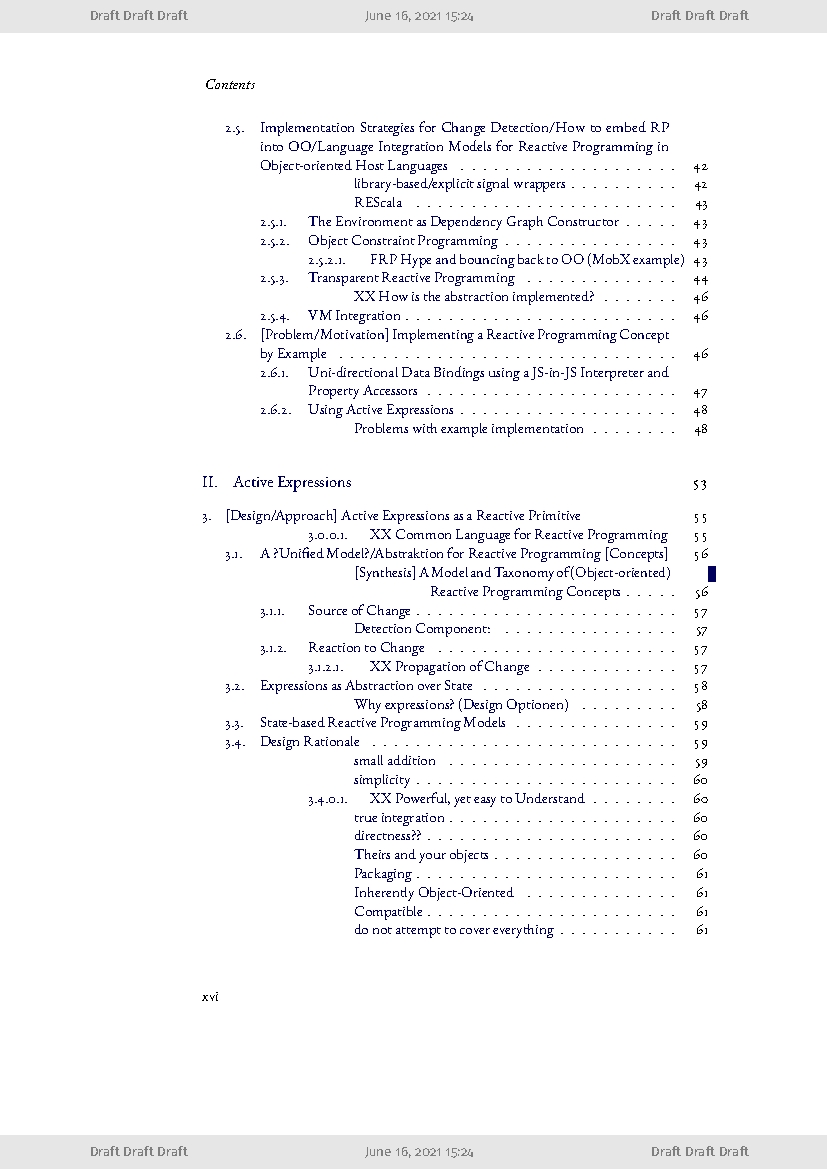 Draft Draft Draft June 16, 2021 15:24 Draft Draft Draft
Contents
2.5. Implementation Strategies for Change Detection/How to embed RP
into OO/Language Integration Models for Reactive Programming in
Object-oriented Host Languages . . . . . . . . . . . . . . . . . . . . 42
library-based/explicit signal wrappers . . . . . . . . . . 42
REScala . . . . . . . . . . . . . . . . . . . . . . . . 43
2.5.1. The Environment as Dependency Graph Constructor . . . . . 43
2.5.2. Object Constraint Programming . . . . . . . . . . . . . . . . 43
2.5.2.1. FRP Hype and bouncing back to OO (MobX example) 43
2.5.3. Transparent Reactive Programming . . . . . . . . . . . . . . 44
XX How is the abstraction implemented? . . . . . . . 46
2.5.4. VM Integration . . . . . . . . . . . . . . . . . . . . . . . . . 46
2.6. [Problem/Motivation] Implementing a Reactive Programming Concept
by Example . . . . . . . . . . . . . . . . . . . . . . . . . . . . . . . 46
2.6.1. Uni-directional Data Bindings using a JS-in-JS Interpreter and
Property Accessors . . . . . . . . . . . . . . . . . . . . . . . 47
2.6.2. Using Active Expressions . . . . . . . . . . . . . . . . . . . . 48
Problems with example implementation . . . . . . . . 48
II. Active Expressions 53
3. [Design/Approach] Active Expressions as a Reactive Primitive 55
3.0.0.1. XX Common Language for Reactive Programming 55
3.1. A ?Unified Model?/Abstraktion for Reactive Programming [Concepts] 56
[Synthesis] A Model and Taxonomy of (Object-oriented)
Reactive Programming Concepts . . . . . 56
3.1.1. Source of Change . . . . . . . . . . . . . . . . . . . . . . . . 57
Detection Component: . . . . . . . . . . . . . . . . 57
3.1.2. Reaction to Change . . . . . . . . . . . . . . . . . . . . . . 57
3.1.2.1. XX Propagation of Change . . . . . . . . . . . . . 57
3.2. Expressions as Abstraction over State . . . . . . . . . . . . . . . . . . 58
Why expressions? (Design Optionen) . . . . . . . . . 58
3.3. State-based Reactive Programming Models . . . . . . . . . . . . . . . 59
3.4. Design Rationale . . . . . . . . . . . . . . . . . . . . . . . . . . . . 59
small addition . . . . . . . . . . . . . . . . . . . . . 59
simplicity . . . . . . . . . . . . . . . . . . . . . . . . 60
3.4.0.1. XX Powerful, yet easy to Understand . . . . . . . . 60
true integration . . . . . . . . . . . . . . . . . . . . . 60
directness?? . . . . . . . . . . . . . . . . . . . . . . . 60
Theirs and your objects . . . . . . . . . . . . . . . . . 60
Packaging . . . . . . . . . . . . . . . . . . . . . . . . 61
Inherently Object-Oriented . . . . . . . . . . . . . . 61
Compatible . . . . . . . . . . . . . . . . . . . . . . . 61
do not attempt to cover everything . . . . . . . . . . . 61
xvi
Draft Draft Draft June 16, 2021 15:24 Draft Draft Draft